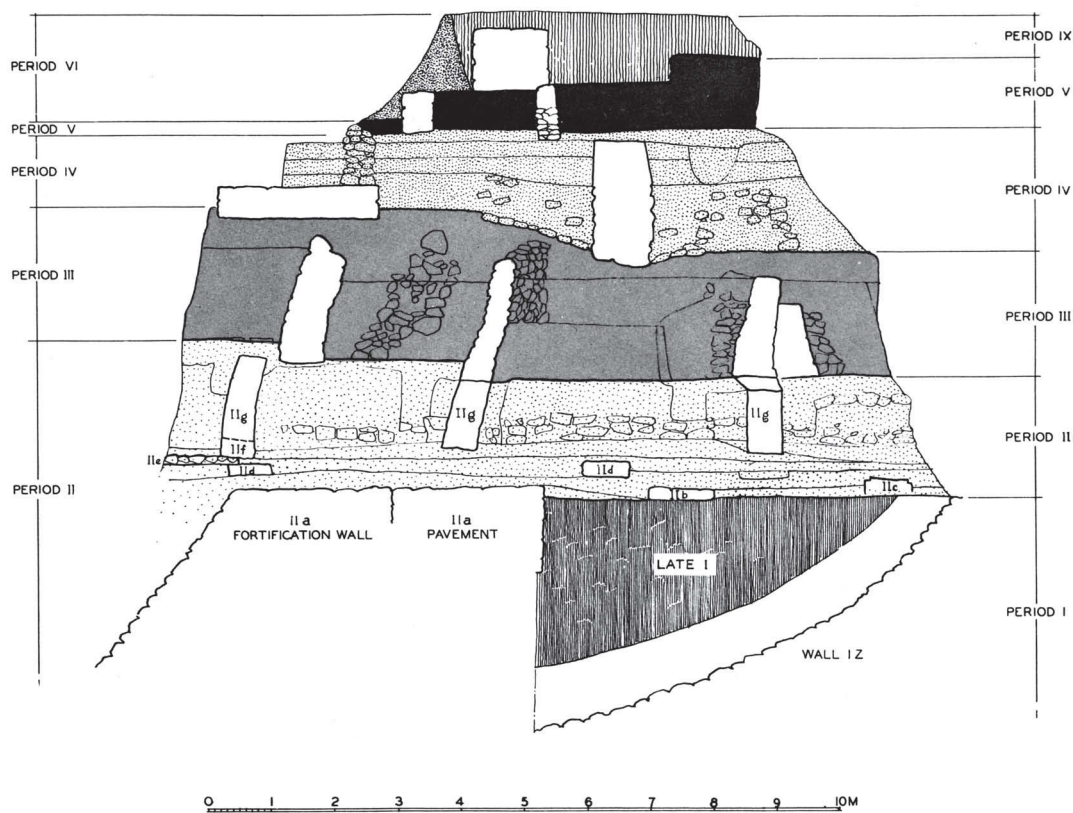 PERIOD IX
PERIOD VI
PERIOD V
PERIOD V
PERIOD IV
PERIOD IV
PERIOD III
PERIOD III
IIg
IIg
IIg
IIf
PERIOD II
IIe
IId
IId
IIc
PERIOD II
Ib
IIa
FORTIFICATION WALL
IIa
PAVEMENT
LATE I
PERIOD I
WALL IZ
0 1 2 3 4 5 6 7 8 9 10M